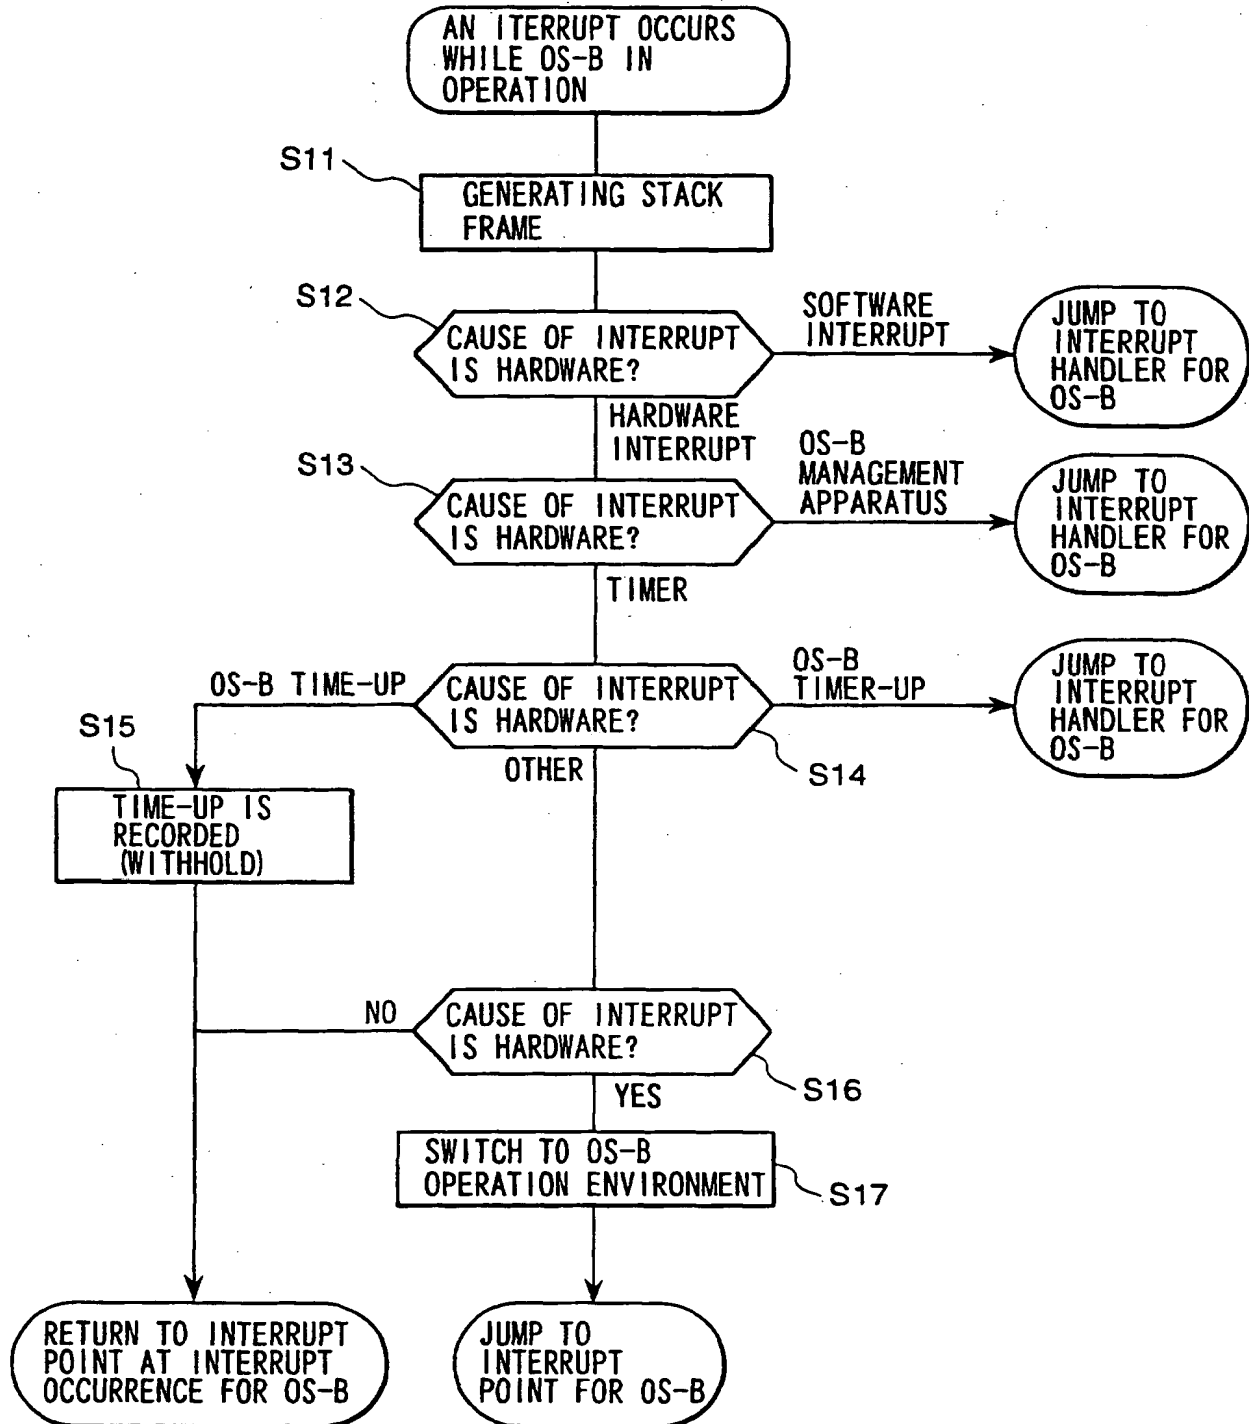 AN ITERRUPT OCCURS
WHILE OS-B IN
OPERATION
S11
GENERATING STACK
FRAME
S12
CAUSE OF INTERRUPT
IS HARDWARE?
SOFTWARE
INTERRUPT
JUMP TO
INTERRUPT
HANDLER FOR
OS-B
HARDWARE
INTERRUPT
S13
CAUSE OF INTERRUPT
IS HARDWARE?
OS-B
MANAGEMENT
APPARATUS
JUMP TO
INTERRUPT
HANDLER FOR
OS-B
TIMER
OS-B TIME-UP
CAUSE OF INTERRUPT
IS HARDWARE?
OS-B
TIMER-UP
JUMP TO
INTERRUPT
HANDLER FOR
OS-B
S14
S15
OTHER
TIME-UP IS
RECORDED
(WITHHOLD)
NO
CAUSE OF INTERRUPT
IS HARDWARE?
S16
YES
SWITCH TO OS-B
OPERATION ENVIRONMENT
S17
RETURN TO INTERRUPT
POINT AT INTERRUPT
OCCURRENCE FOR OS-B
JUMP TO
INTERRUPT
POINT FOR OS-B